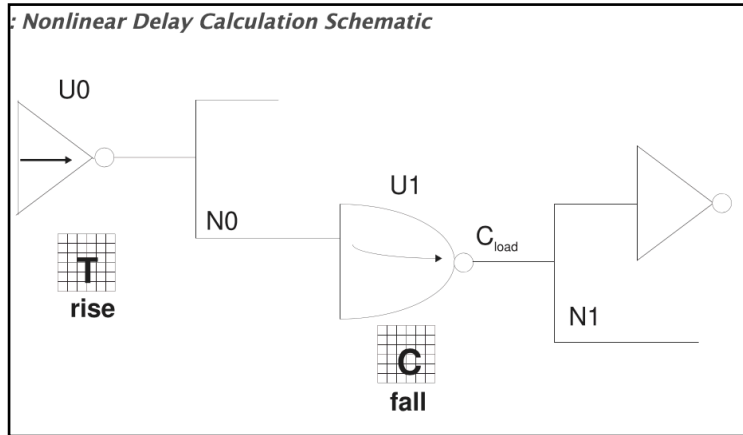 : Nonlinear Delay Calculation Schematic
U0
U1
N0
Cload
T
rise
N1
C
fall